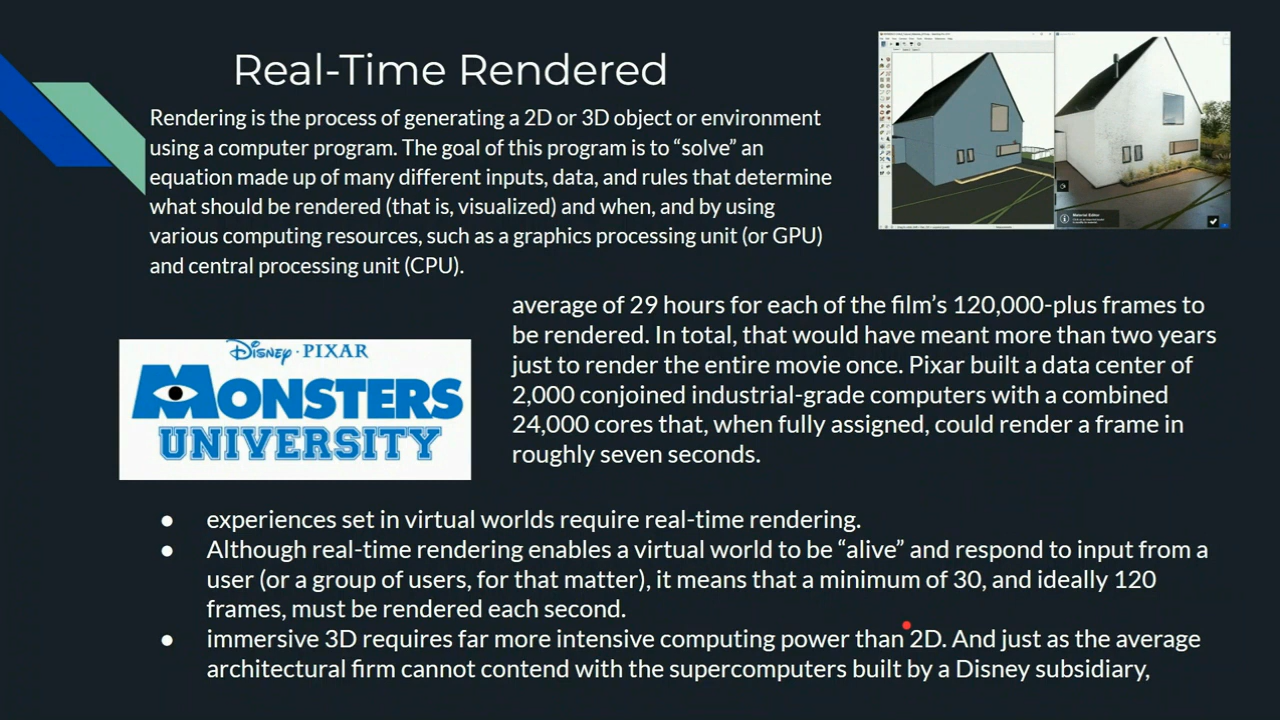 Real-Time Rendered
Rendering is the process of generating a 2D or 3D object or environment
using a computer program. The goal of this program is to “solve” an
equation made up of many different inputs, data, and rules that determine
what should be rendered (that is, visualized) and when, and by using
various computing resources, such as a graphics processing unit (or GPU)
and central processing unit (CPU).
Material Editor
average of 29 hours for each of the film’s 120,000-plus frames to
be rendered. In total, that would have meant more than two years
just to render the entire movie once. Pixar built a data center of
2,000 conjoined industrial-grade computers with a combined
24,000 cores that, when fully assigned, could render a frame in
roughly seven seconds.
Disney · PIXAR
MONSTERS
UNIVERSITY
● experiences set in virtual worlds require real-time rendering.
● Although real-time rendering enables a virtual world to be “alive” and respond to input from a
user (or a group of users, for that matter), it means that a minimum of 30, and ideally 120
frames, must be rendered each second.
● immersive 3D requires far more intensive computing power than 2D. And just as the average
architectural firm cannot contend with the supercomputers built by a Disney subsidiary,